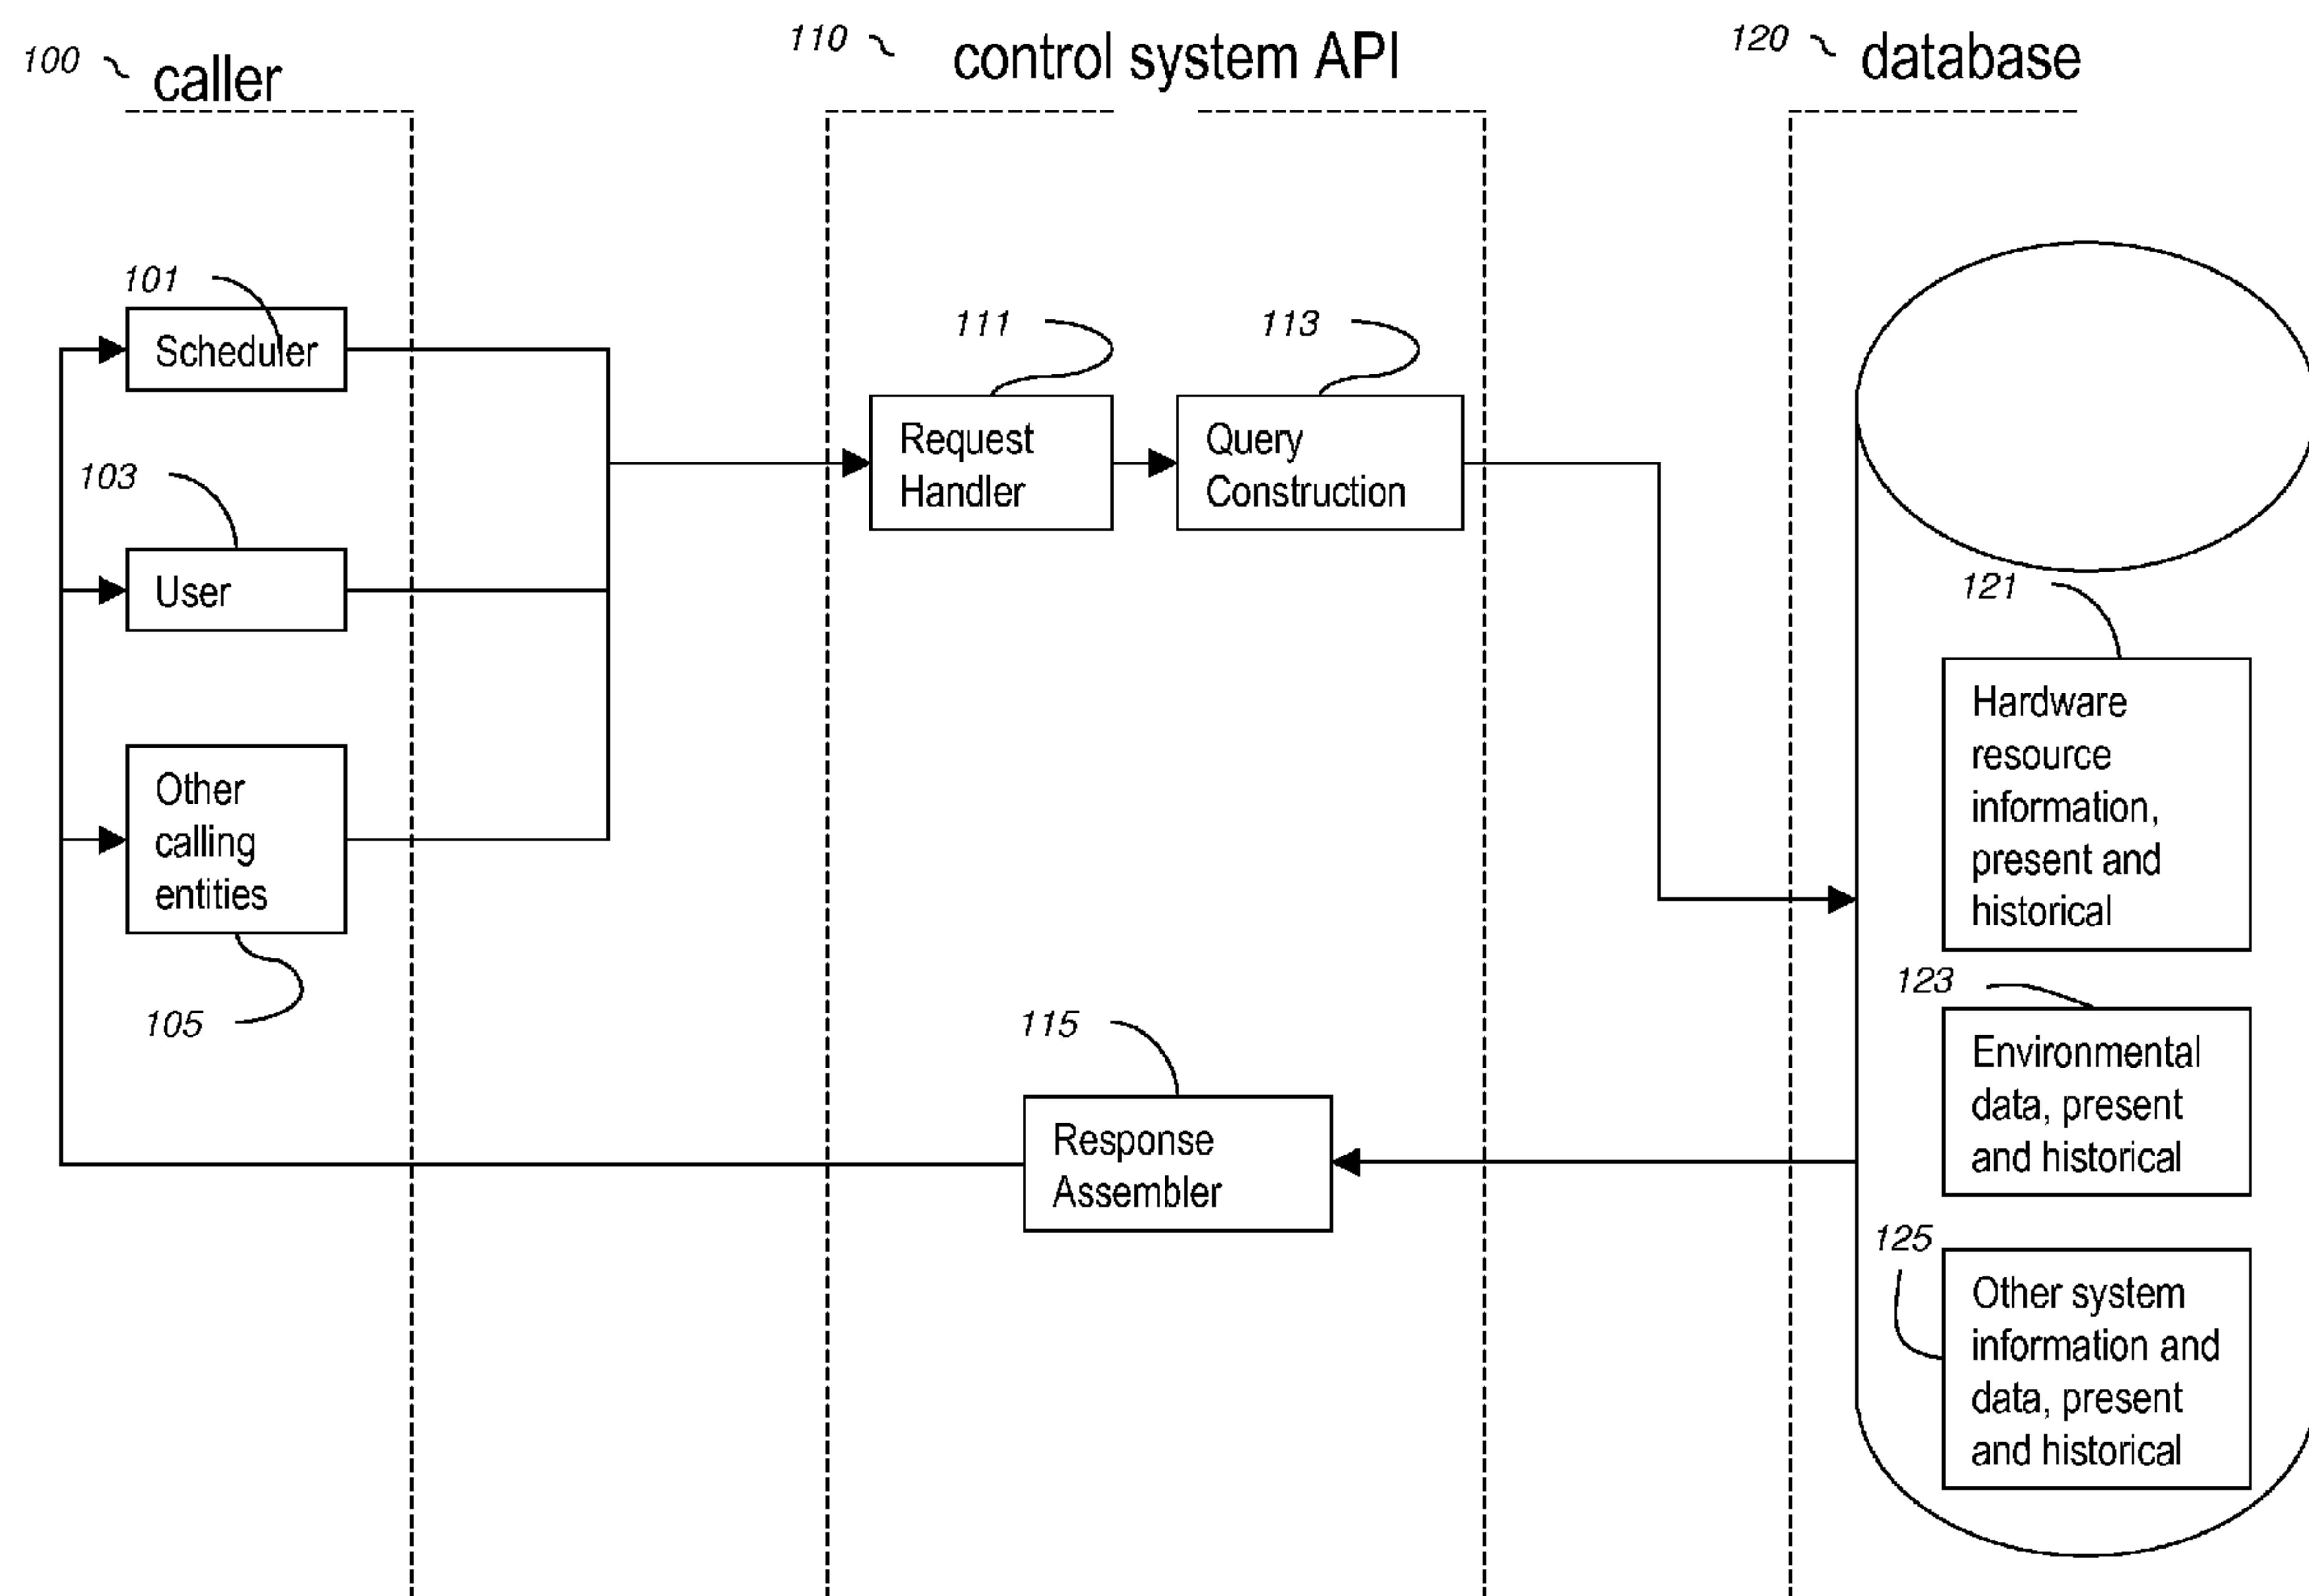 100
caller
110
control system API
120
database
101
Scheduler
103
User
Other
calling
entities
105
111
Request
Handler
113
Query
Construction
115
Response
Assembler
121
Hardware
resource
information,
present and
historical
123
Environmental
data, present
and historical
125
Other system
information and
data, present
and historical